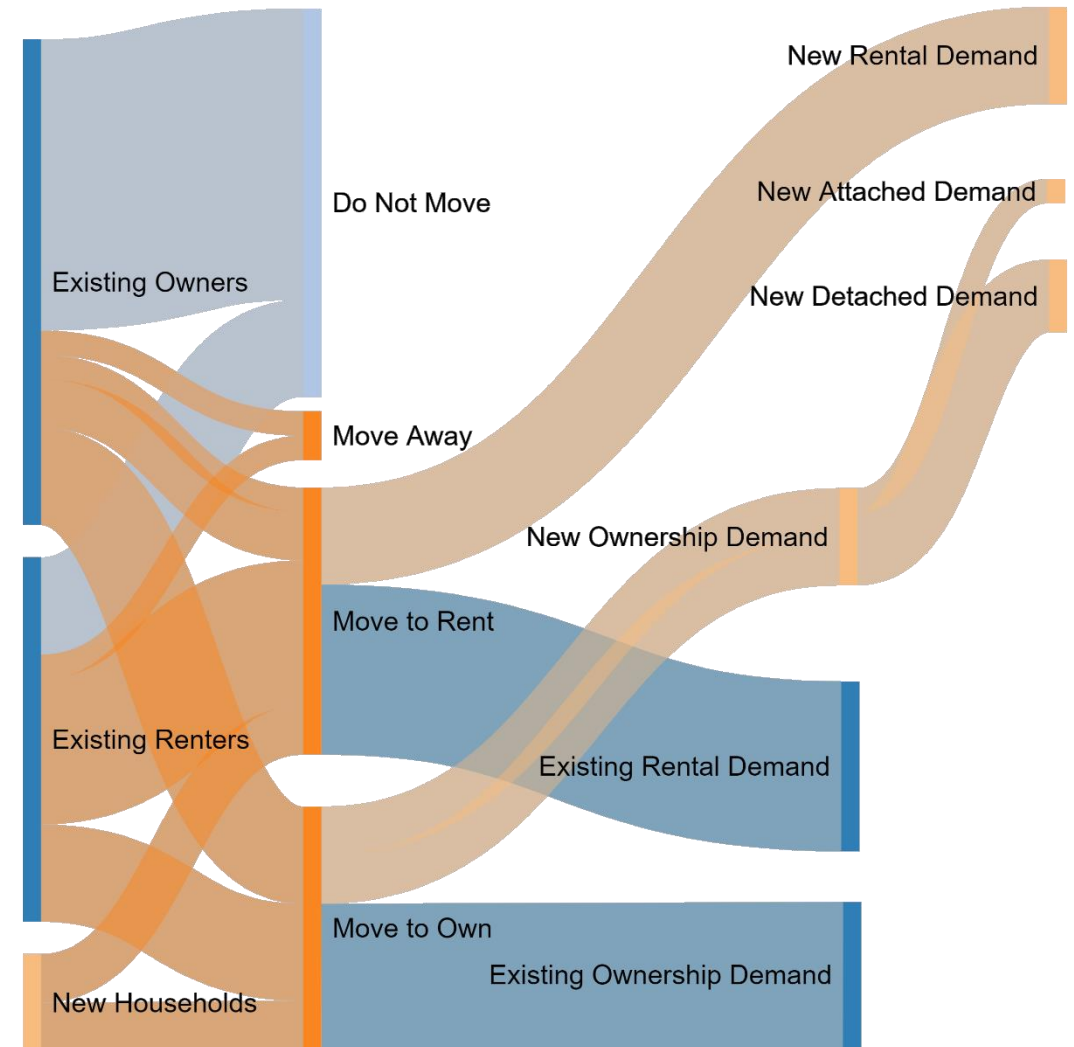 New Rental Demand
New Attached Demand
Do Not Move
Existing Owners
New Detached Demand
Move Away
New Ownership Demand
Move to Rent
Existing Renters
Existing Rental Demand
Move to Own
Existing Ownership Demand
New Households